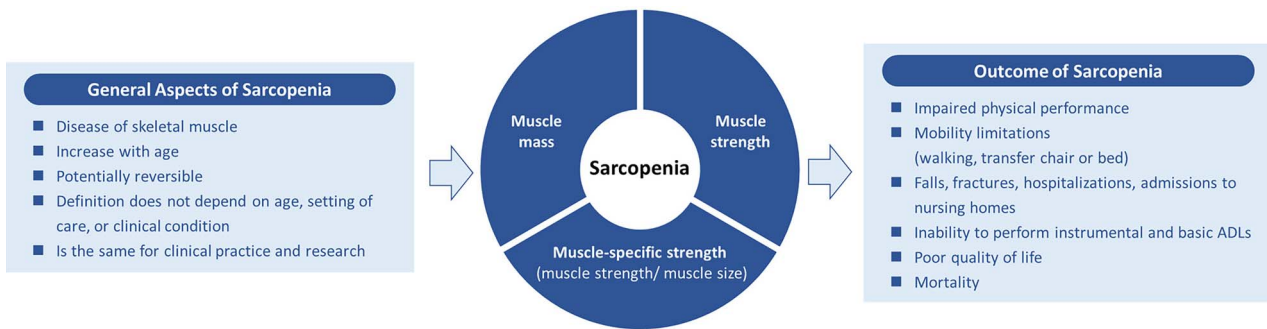 General Aspects of Sarcopenia
Disease of skeletal muscle
Increase with age
Potentially reversible
Definition does not depend on age, setting of
care, or clinical condition
Is the same for clinical practice and research
Muscle
mass
Muscle
strength
Sarcopenia
Muscle-specific strength
(muscle strength/ muscle size)
Outcome of Sarcopenia
Impaired physical performance
Mobility limitations
(walking, transfer chair or bed)
Falls, fractures, hospitalizations, admissions to
nursing homes
Inability to perform instrumental and basic ADLs
Poor quality of life
Mortality